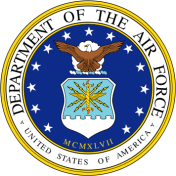 DEPARTMENT OF THE AIR FORCE
MCMXLVII
UNITED STATES OF AMERICA